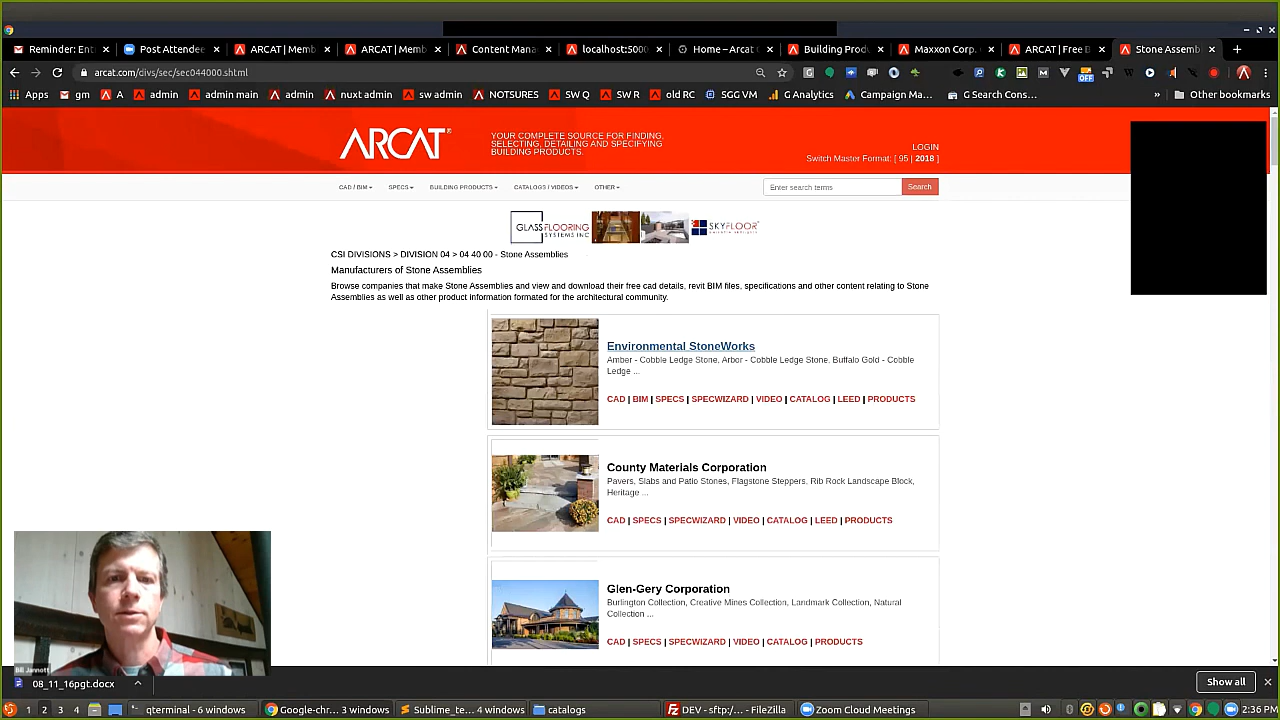 Reminder: Ent
Post Attendee
ARCAT | Memb
ARCAT | Memb
Content Mana
localhost:5000
Home – Arcat C
Building Produ
Maxxon Corp.
ARCAT | Free B
Stone Assemb
arcat.com/divs/sec/sec044000.shtml
Apps
gm
A
admin
admin main
admin
nuxt admin
sw admin
NOTSURES
SW Q
SW R
old RC
SGG VM
G Analytics
Campaign Ma...
G Search Cons...
»
Other bookmarks
ARCAT®
YOUR COMPLETE SOURCE FOR FINDING,
SELECTING, DETAILING AND SPECIFYING
BUILDING PRODUCTS.
LOGIN
Switch Master Format: [ 95 | 2018 ]
CAD / BIM
SPECS
BUILDING PRODUCTS
CATALOGS / VIDEOS
OTHER
Enter search terms
Search
GLASSFLOORING
SYSTEMS INC
SKYFLOOR
CSI DIVISIONS > DIVISION 04 > 04 40 00 - Stone Assemblies
Manufacturers of Stone Assemblies
Browse companies that make Stone Assemblies and view and download their free cad details, revit BIM files, specifications and other content relating to Stone
Assemblies as well as other product information formated for the architectural community.
Environmental StoneWorks
Amber - Cobble Ledge Stone, Arbor - Cobble Ledge Stone, Buffalo Gold - Cobble
Ledge ...
CAD | BIM | SPECS | SPECWIZARD | VIDEO | CATALOG | LEED | PRODUCTS
County Materials Corporation
Pavers, Slabs and Patio Stones, Flagstone Steppers, Rib Rock Landscape Block,
Heritage ...
CAD | SPECS | SPECWIZARD | VIDEO | CATALOG | LEED | PRODUCTS
Glen-Gery Corporation
Burlington Collection, Creative Mines Collection, Landmark Collection, Natural
Collection ...
CAD | SPECS | SPECWIZARD | VIDEO | CATALOG | PRODUCTS
Bill Jannott
08_11_16pgt.docx
Show all
1 2 3 4
qterminal - 6 windows
Google-chr... 3 windows
Sublime_te... 4 windows
catalogs
DEV - sftp:/... - FileZilla
Zoom Cloud Meetings
2:36 PM